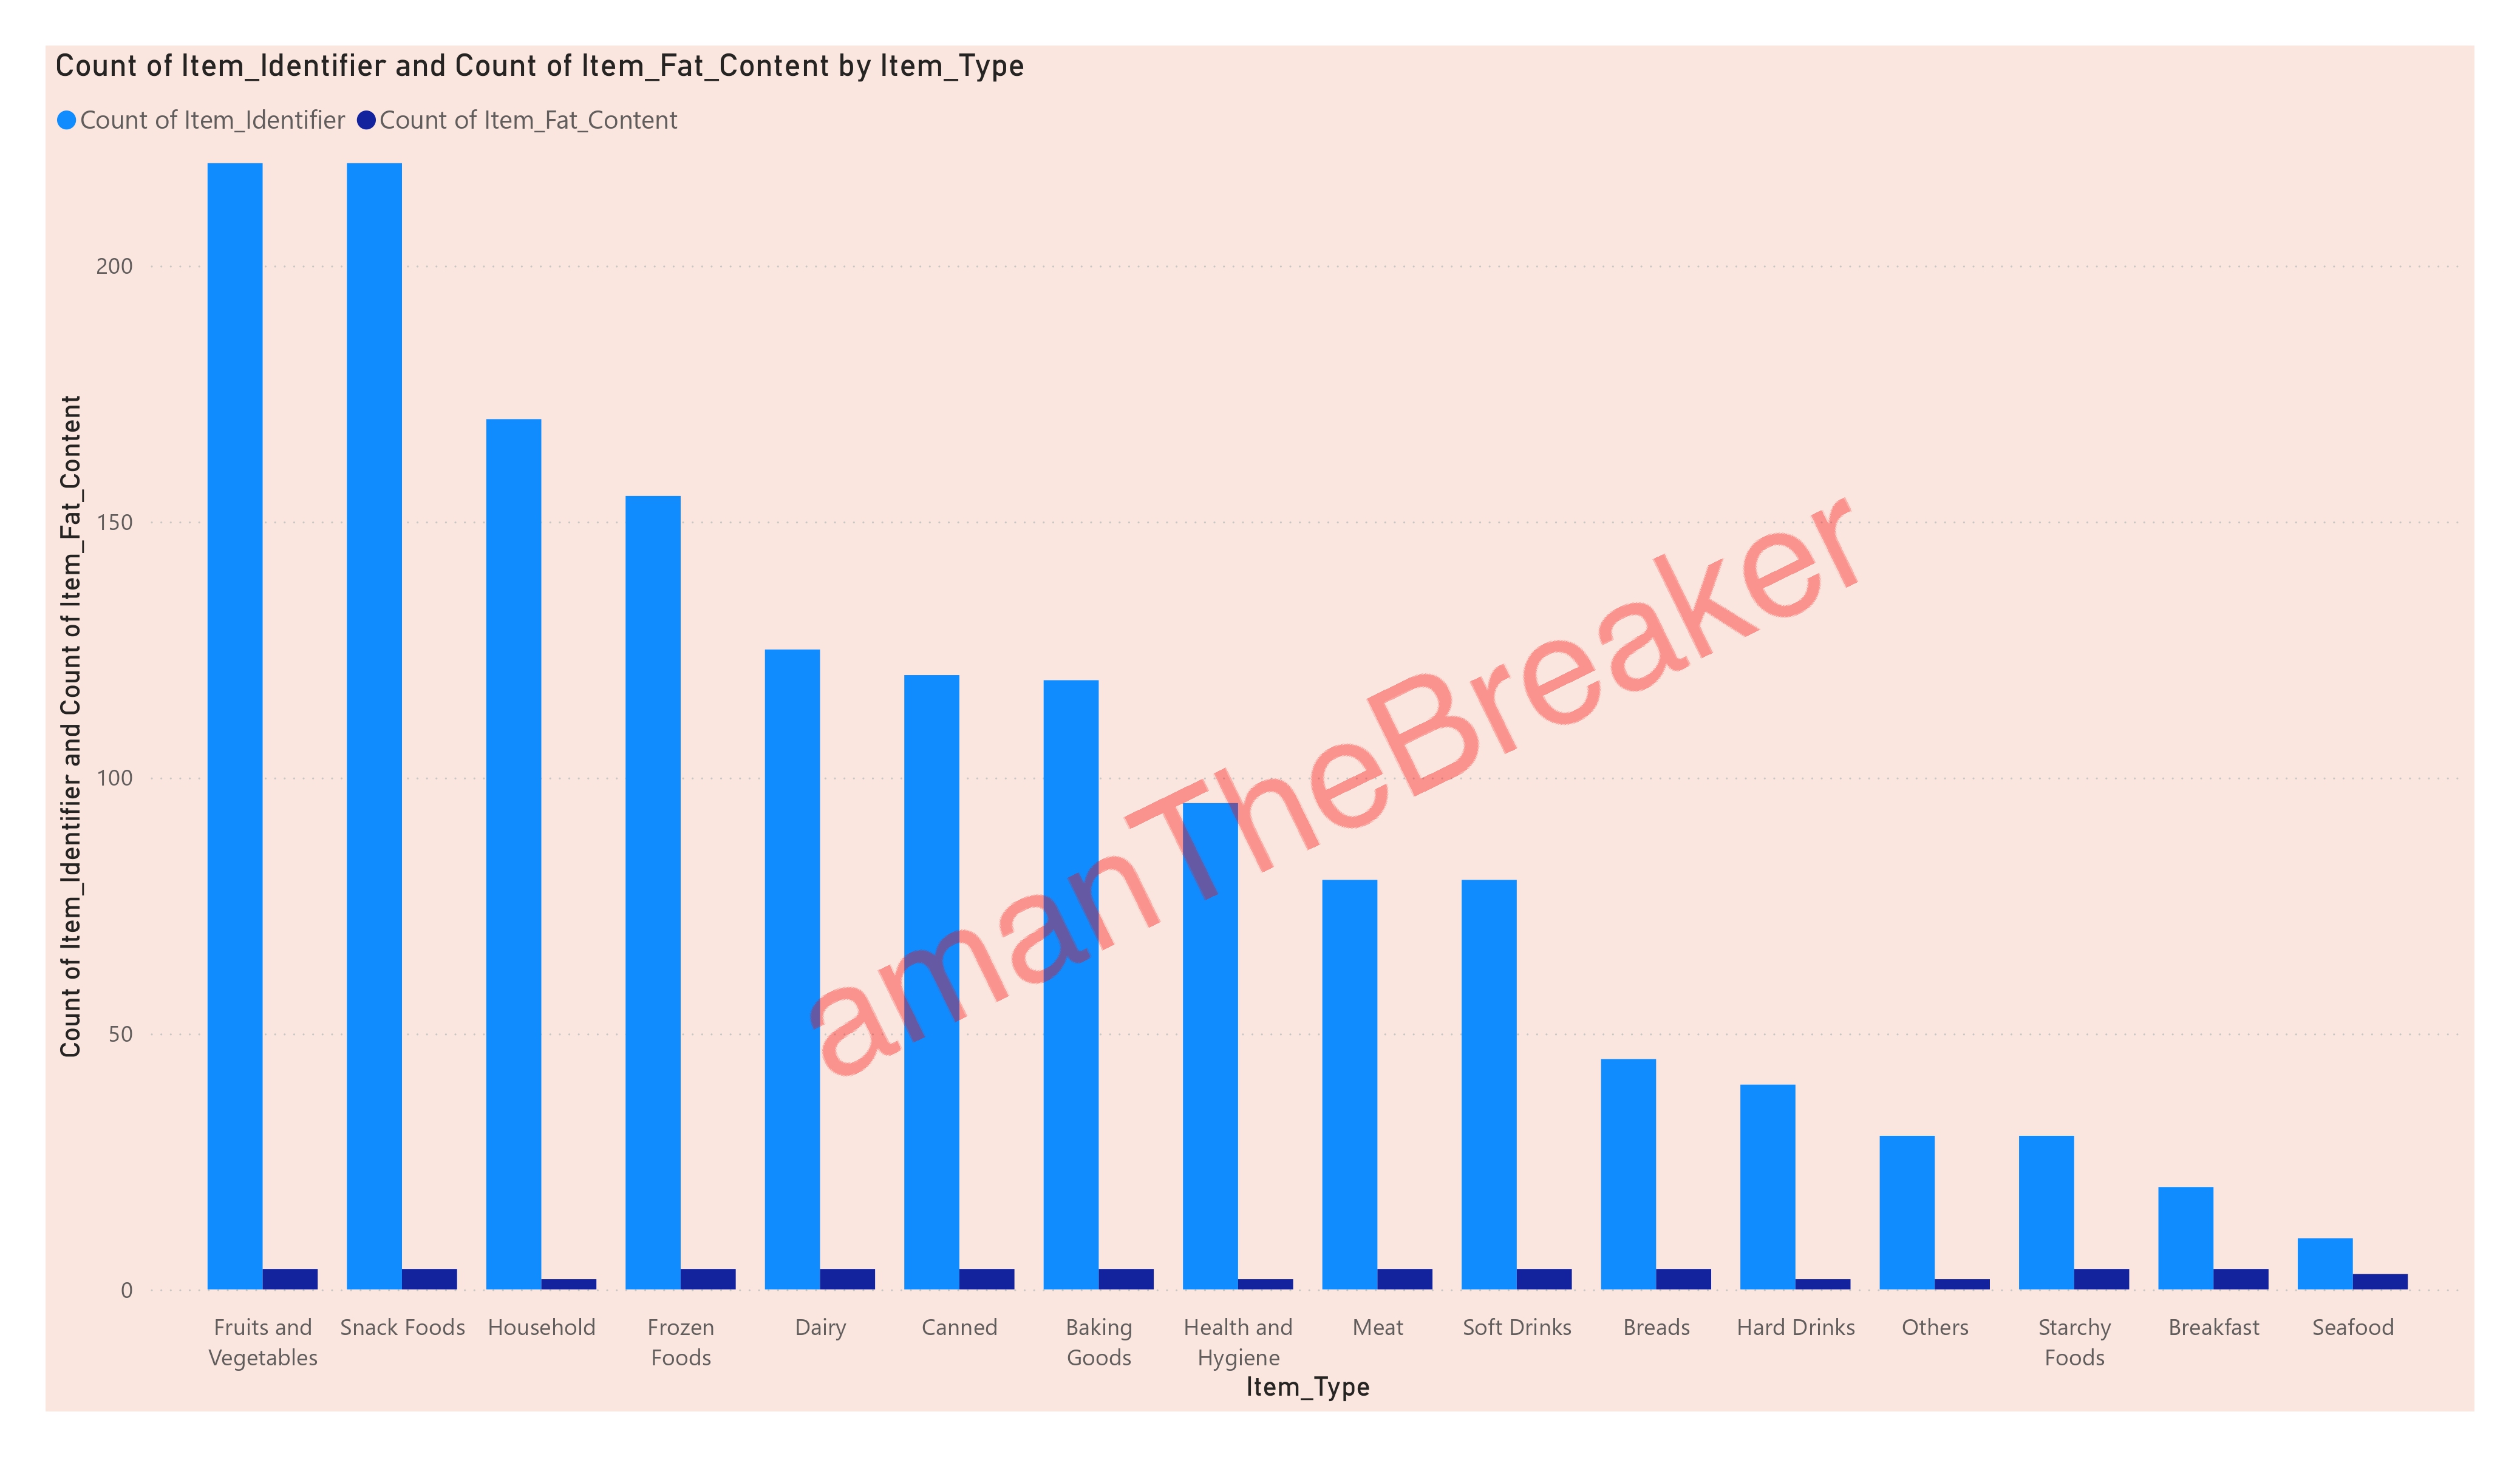 Count of Item_Identifier and Count of Item_Fat_Content by Item_Type
Count of Item_Identifier Count of Item_Fat_Content
Count of Item_Identifier and Count of Item_Fat_Content
200
150
100
50
0
amanTheBreaker
Fruits and Vegetables
Snack Foods
Household
Frozen Foods
Dairy
Canned
Baking Goods
Health and Hygiene
Meat
Soft Drinks
Breads
Hard Drinks
Others
Starchy Foods
Breakfast
Seafood
Item_Type